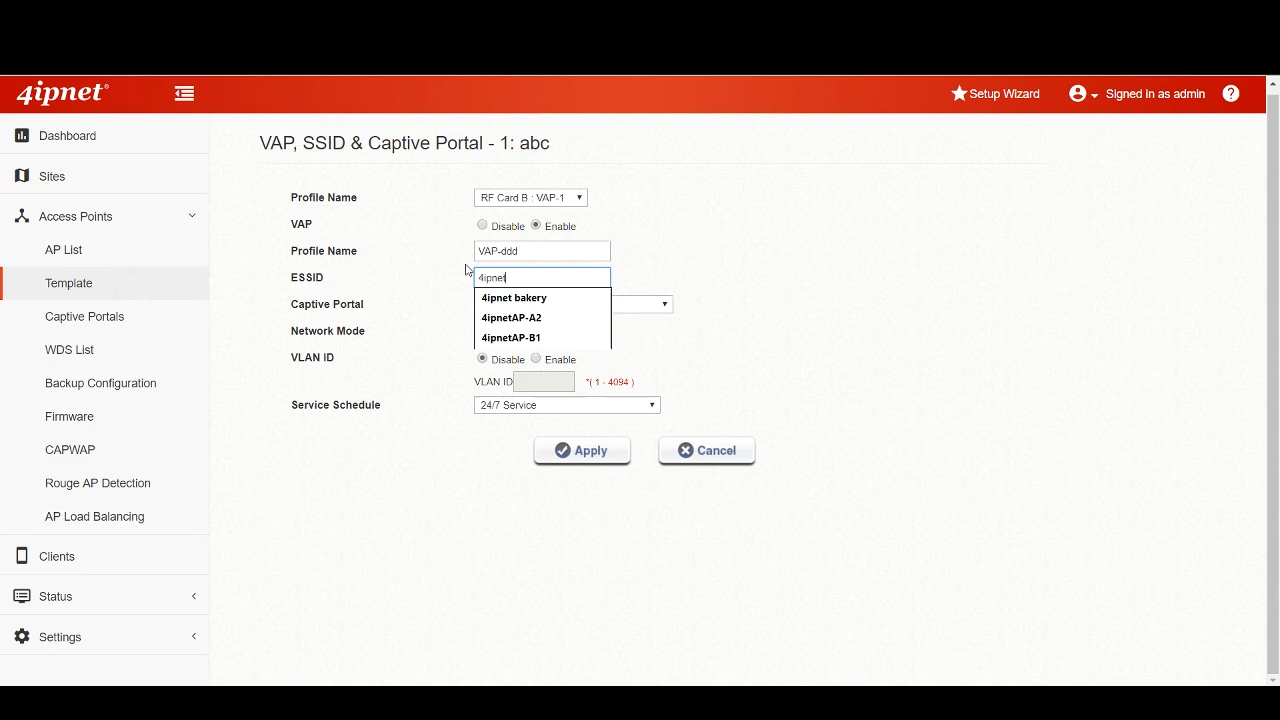 4ipnet®
Setup Wizard
Signed in as admin
Dashboard
Sites
Access Points
AP List
Template
Captive Portals
WDS List
Backup Configuration
Firmware
CAPWAP
Rouge AP Detection
AP Load Balancing
Clients
Status
Settings
VAP, SSID & Captive Portal - 1: abc
Profile Name RF Card B : VAP-1
VAP Disable Enable
Profile Name VAP-ddd
ESSID 4ipnet
4ipnet bakery
Captive Portal
4ipnetAP-A2
Network Mode
4ipnetAP-B1
VLAN ID Disable Enable
VLAN ID *( 1 - 4094 )
Service Schedule 24/7 Service
Apply Cancel